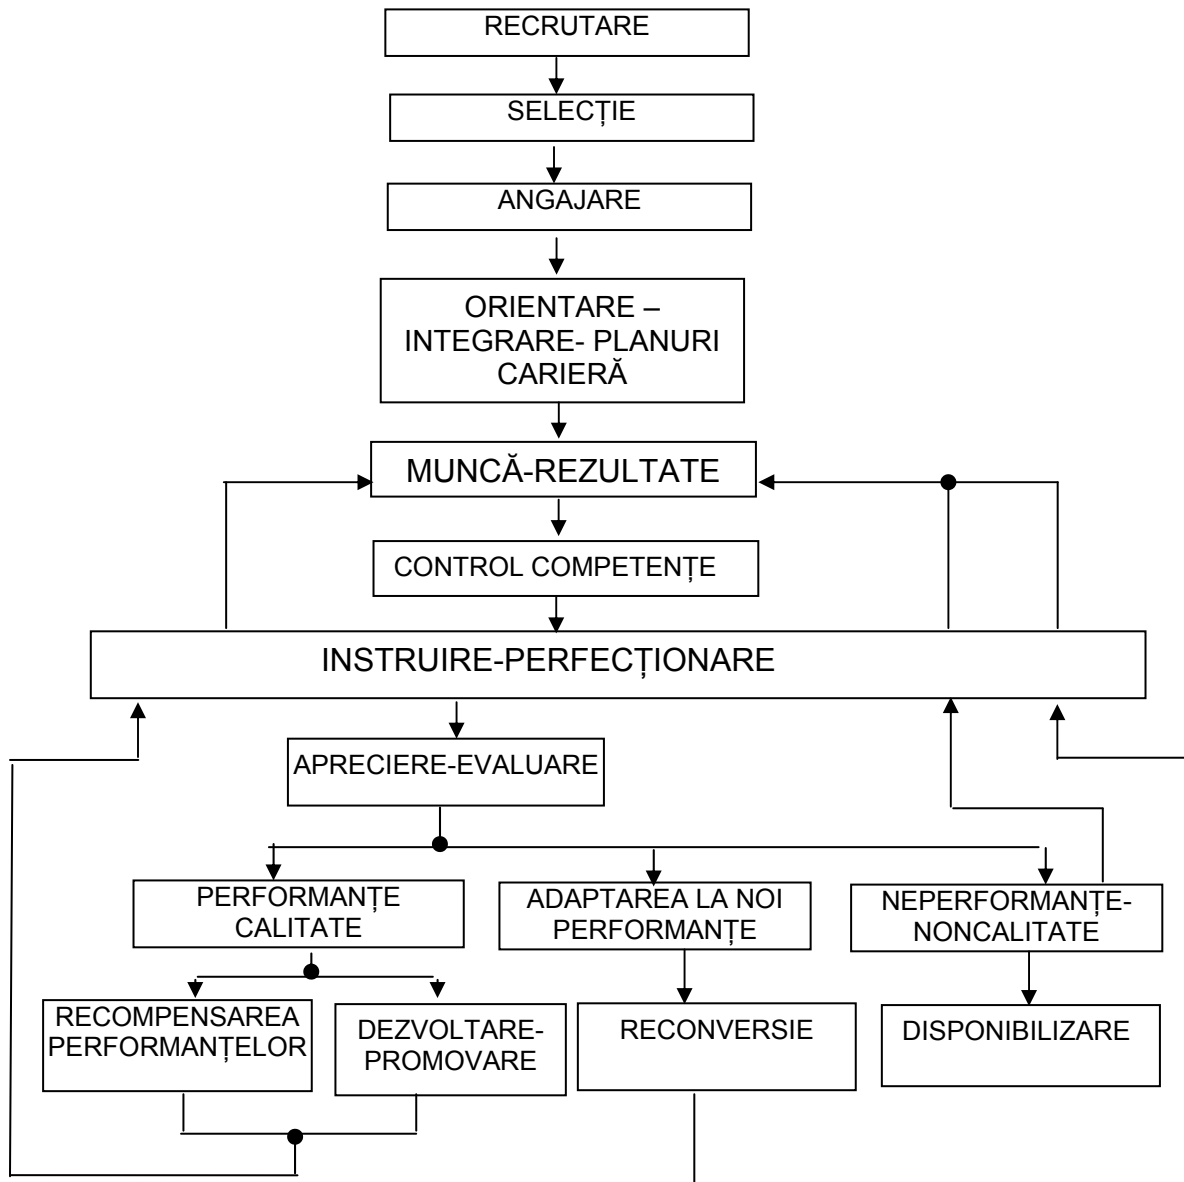 RECRUTARE
SELECȚIE
ANGAJARE
ORIENTARE –
INTEGRARE- PLANURI
CARIERĂ
MUNCĂ-REZULTATE
CONTROL COMPETENȚE
INSTRUIRE-PERFECȚIONARE
APRECIERE-EVALUARE
PERFORMANȚE
CALITATE
ADAPTAREA LA NOI
PERFORMANȚE
NEPERFORMANȚE-
NONCALITATE
RECOMPENSAREA
PERFORMANȚELOR
DEZVOLTARE-
PROMOVARE
RECONVERSIE
DISPONIBILIZARE